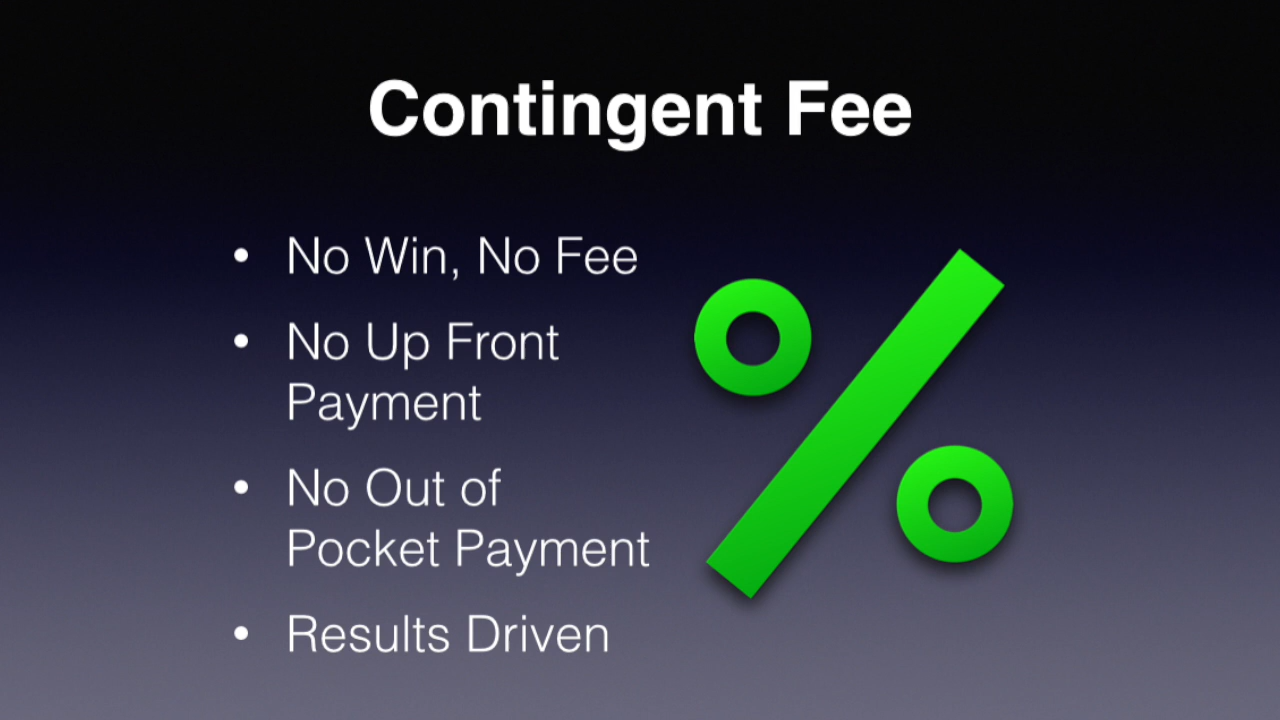 Contingent Fee
• No Win, No Fee
• No Up Front
Payment
• No Out of
Pocket Payment
• Results Driven
%